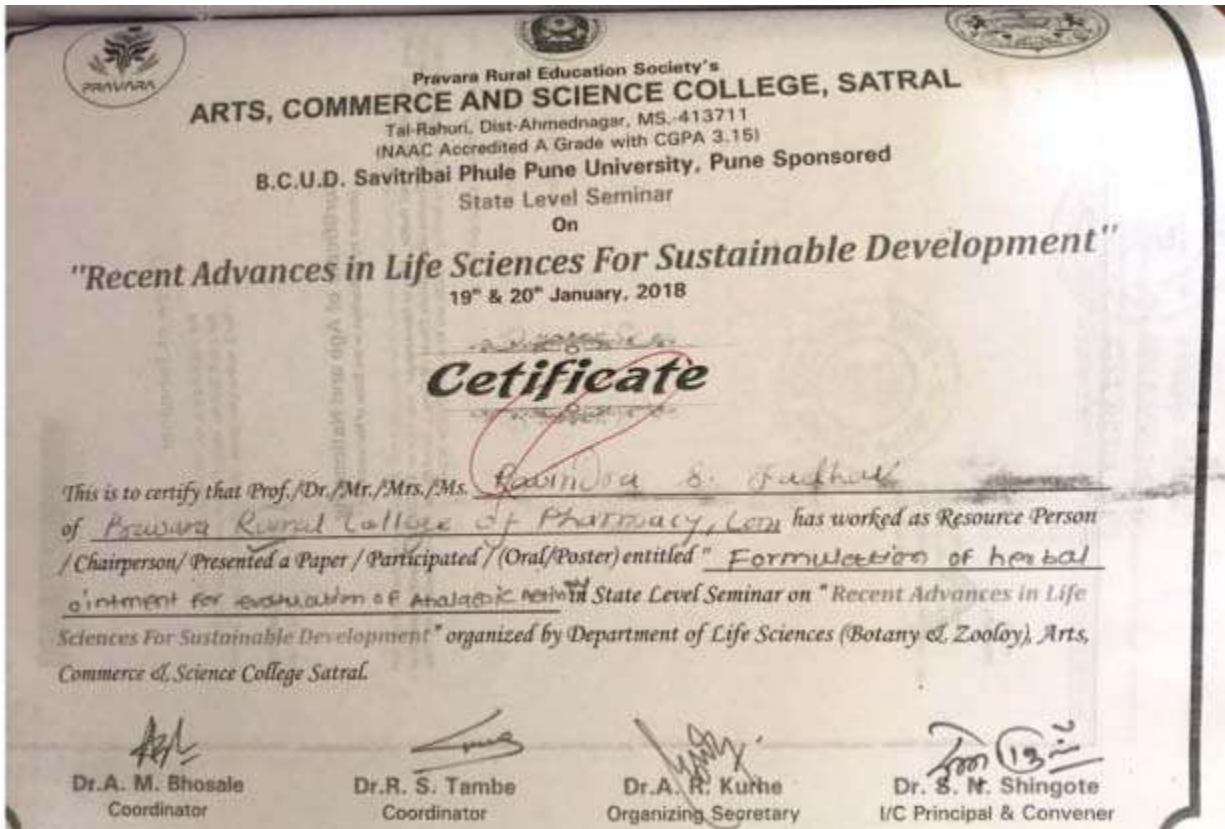 PRAVARA
Pravara Rural Education Society's
ARTS, COMMERCE AND SCIENCE COLLEGE, SATRAL
Tal-Rahuri, Dist-Ahmednagar, MS.-413711
(NAAC Accredited A Grade with CGPA 3.15)
B.C.U.D. Savitribai Phule Pune University, Pune Sponsored
State Level Seminar
On
"Recent Advances in Life Sciences For Sustainable Development"
19th & 20th January, 2018
Cetificate
This is to certify that Prof./Dr./Mr./Mrs./Ms. Ravindra S. Jadhav
of Pravara Rural College of Pharmacy, Loni has worked as Resource Person
/ Chairperson/ Presented a Paper / Participated / (Oral/Poster) entitled " Formulation of herbal
ointment for evaluation of Analgesic in State Level Seminar on "Recent Advances in Life
Sciences For Sustainable Development" organized by Department of Life Sciences (Botany & Zooloy), Arts,
Commerce & Science College Satral.
Dr.A. M. Bhosale Dr.R. S. Tambe Dr.A. R. Kurhe Dr. S. N. Shingote
Coordinator Coordinator Organizing Secretary I/C Principal & Convener